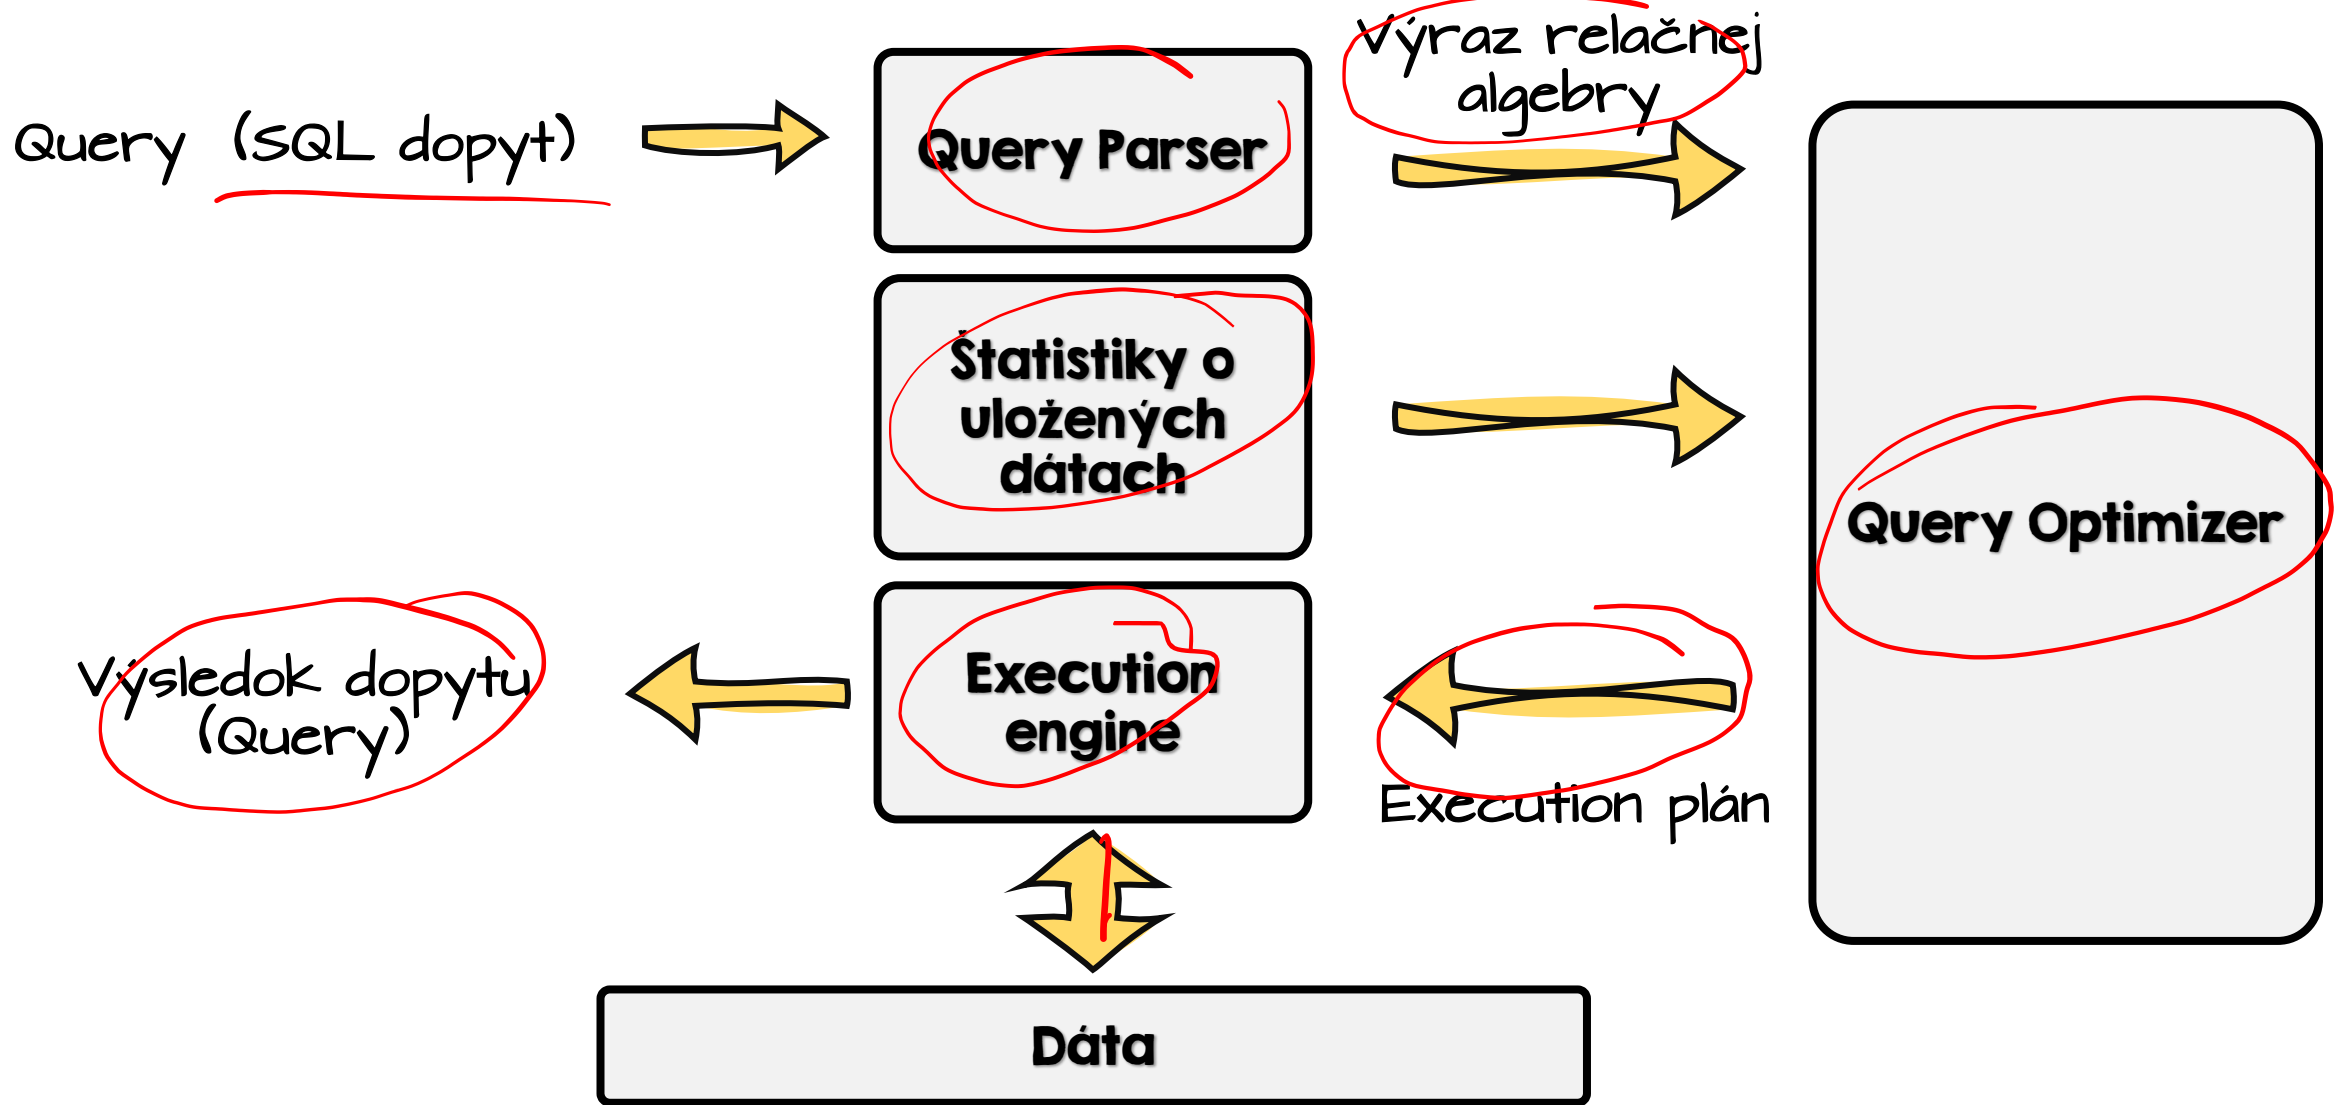 Query (SQL dopyt)
Query Parser
Výraz relačnej
algebry
Štatistiky o
uložených
dátach
Query Optimizer
Výsledok dopytu
(Query)
Execution
engine
Execution plán
Dáta